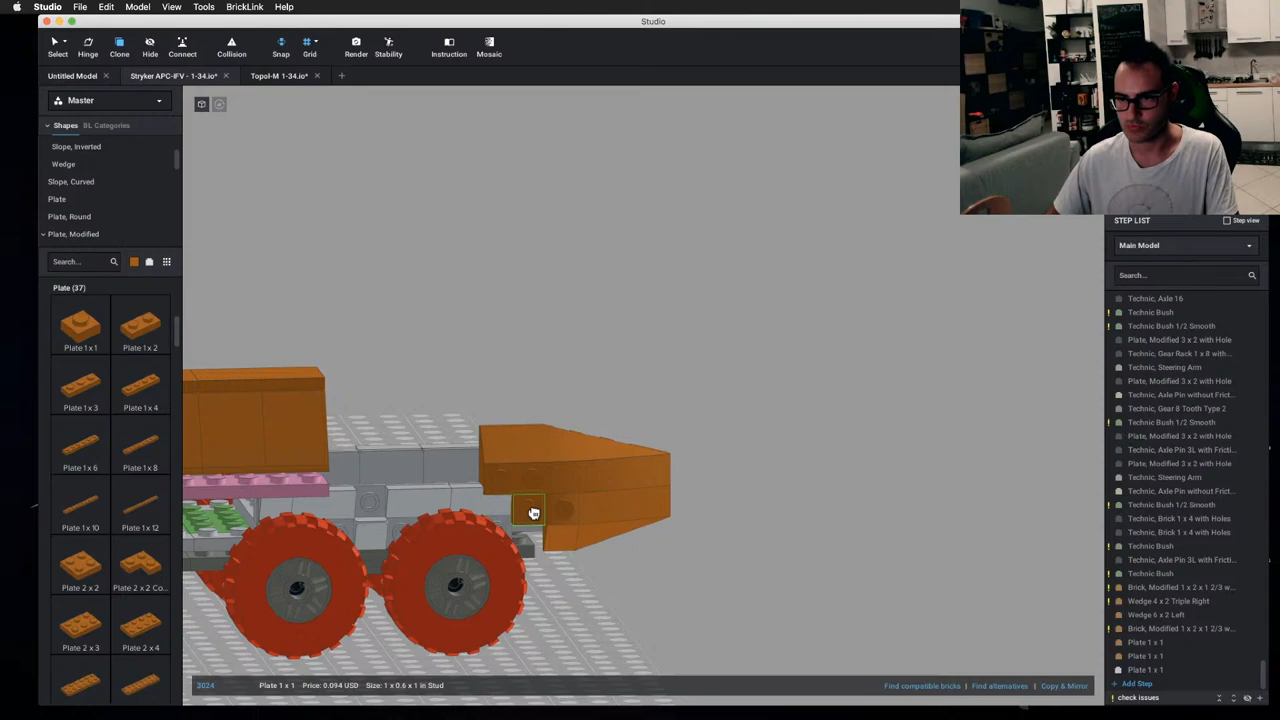 Studio File Edit Model View Tools BrickLink Help
Studio
Select Hinge Clone Hide Connect Collision Snap Grid Render Stability Instruction Mosaic
Untitled Model Stryker APC-IFV - 1-34.io* Topol-M 1-34.io*
Master
Shapes BL Categories
Slope, Inverted
Wedge
Slope, Curved
Plate
Plate, Round
Plate, Modified
Search...
Plate (37)
Plate 1 x 1 Plate 1 x 2
Plate 1 x 3 Plate 1 x 4
Plate 1 x 6 Plate 1 x 8
Plate 1 x 10 Plate 1 x 12
Plate 2 x 2 Plate 2 x 2 Co...
Plate 2 x 3 Plate 2 x 4
3024 Plate 1 x 1 Price: 0.094 USD Size: 1 x 0.6 x 1 in Stud
Find compatible bricks Find alternatives Copy & Mirror
STEP LIST Step view
Main Model
Search...
Technic, Axle 16
Technic Bush
Technic Bush 1/2 Smooth
Plate, Modified 3 x 2 with Hole
Technic, Gear Rack 1 x 8 with...
Technic, Steering Arm
Plate, Modified 3 x 2 with Hole
Technic, Axle Pin without Frict...
Technic, Gear 8 Tooth Type 2
Technic Bush 1/2 Smooth
Plate, Modified 3 x 2 with Hole
Technic, Axle Pin 3L with Frictio...
Plate, Modified 3 x 2 with Hole
Technic, Steering Arm
Technic, Axle Pin without Frict...
Technic Bush 1/2 Smooth
Technic, Brick 1 x 4 with Holes
Technic, Brick 1 x 4 with Holes
Technic Bush
Technic, Axle Pin 3L with Frictio...
Technic Bush
Brick, Modified 1 x 2 x 1 2/3 w...
Wedge 4 x 2 Triple Right
Wedge 6 x 2 Left
Brick, Modified 1 x 2 x 1 2/3 w...
Plate 1 x 1
Plate 1 x 1
Plate 1 x 1
+ Add Step
check issues